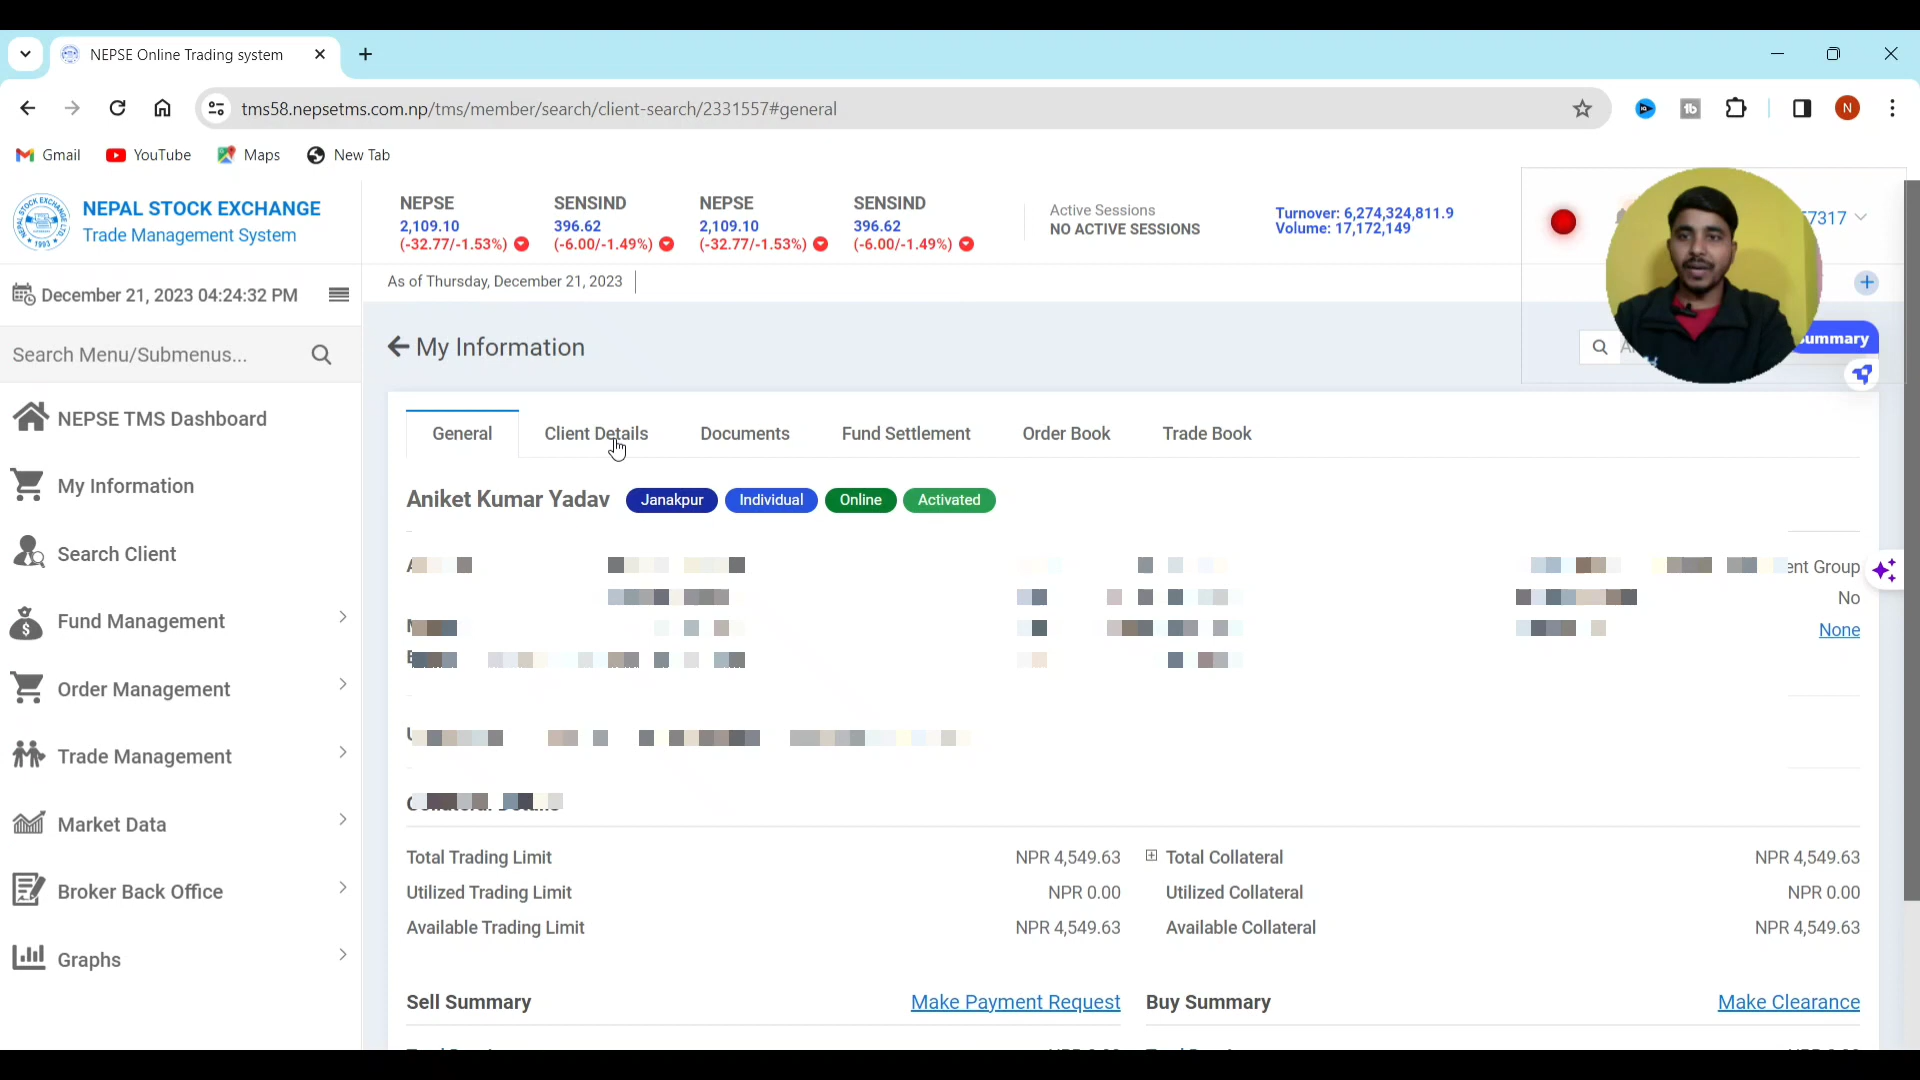 NEPSE Online Trading system
tms58.nepsetms.com.np/tms/member/search/client-search/2331557#general
N
Gmail
YouTube
Maps
New Tab
NEPAL STOCK EXCHANGE
Trade Management System
NEPSE
2,109.10
(-32.77/-1.53%)
SENSIND
396.62
(-6.00/-1.49%)
NEPSE
2,109.10
(-32.77/-1.53%)
SENSIND
396.62
(-6.00/-1.49%)
Active Sessions
NO ACTIVE SESSIONS
Turnover: 6,274,324,811.9
Volume: 17,172,149
7317
December 21, 2023 04:24:32 PM
As of Thursday, December 21, 2023
Search Menu/Submenus...
My Information
NEPSE TMS Dashboard
My Information
Search Client
Fund Management
Order Management
Trade Management
Market Data
Broker Back Office
Graphs
General
Client Details
Documents
Fund Settlement
Order Book
Trade Book
Aniket Kumar Yadav
Janakpur
Individual
Online
Activated
Group
No
None
Total Trading Limit NPR 4,549.63
Total Collateral NPR 4,549.63
Utilized Trading Limit NPR 0.00
Utilized Collateral NPR 0.00
Available Trading Limit NPR 4,549.63
Available Collateral NPR 4,549.63
Sell Summary Make Payment Request
Buy Summary Make Clearance